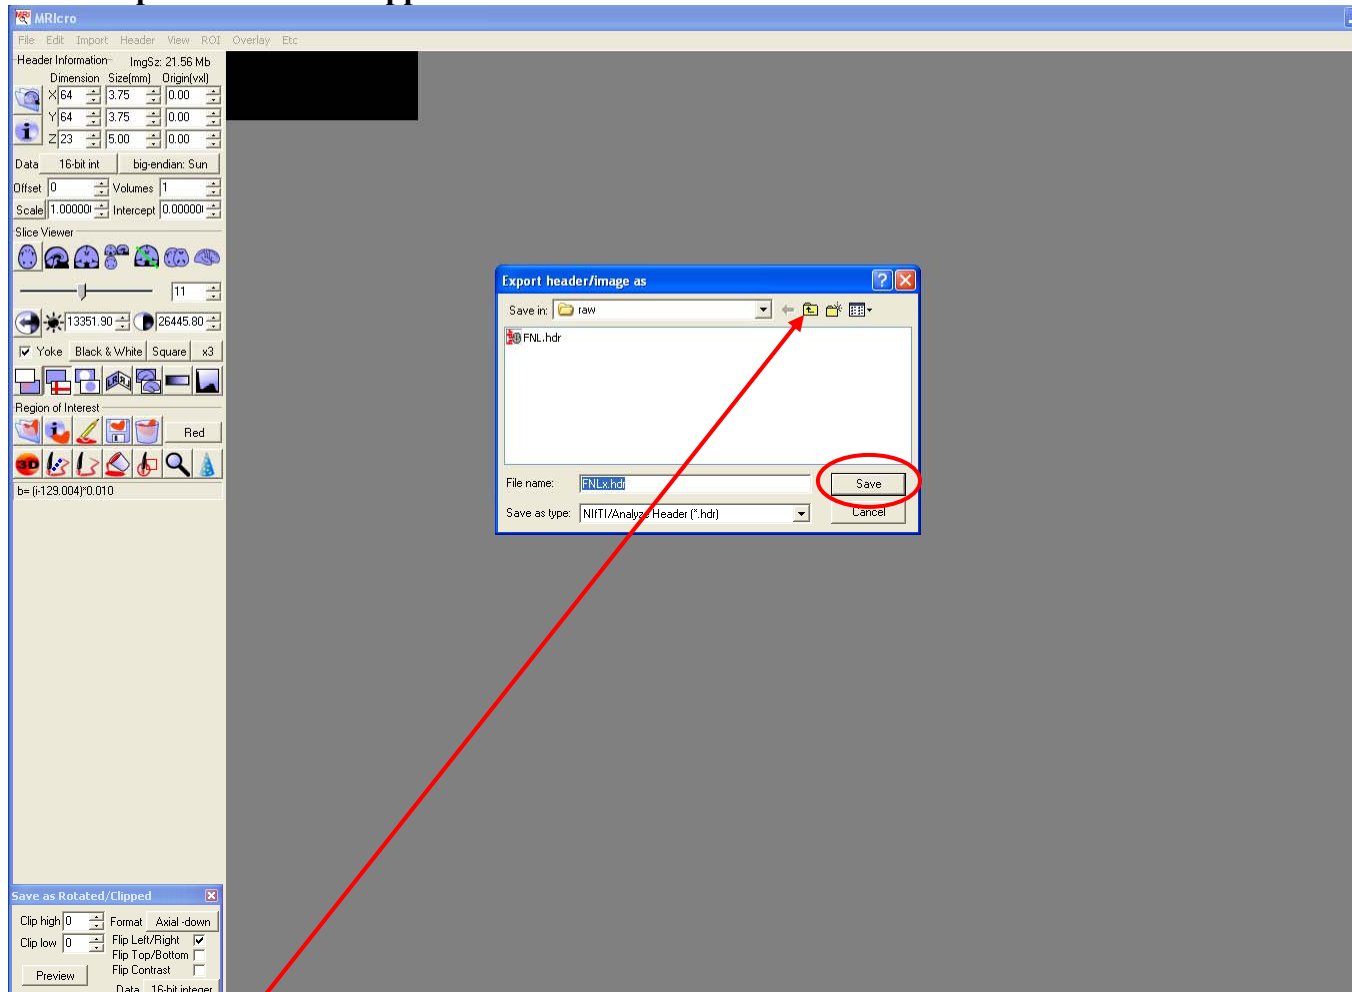 MRIcro
File Edit Import Header View ROI Overlay Etc
Header Information ImgSz: 21.56 Mb
Dimension Size(mm) Origin(vxl)
X 64 3.75 0.00
Y 64 3.75 0.00
Z 23 5.00 0.00
Data 16-bit int big-endian: Sun
Offset 0 Volumes 1
Scale 1.00000 Intercept 0.00000
Slice Viewer
11
13351.90 26445.80
Yoke Black & White Square x3
Region of Interest
Red
3D
b= (i-129.004)*0.010
Export header/image as
Save in: raw
FNL.hdr
File name: FNLx.hdr Save
Save as type: NIfTI/Analyze Header (*.hdr) Cancel
Save as Rotated/Clipped
Clip high 0 Format Axial -down
Clip low 0 Flip Left/Right
Flip Top/Bottom
Preview Flip Contrast
Data 16-bit integer